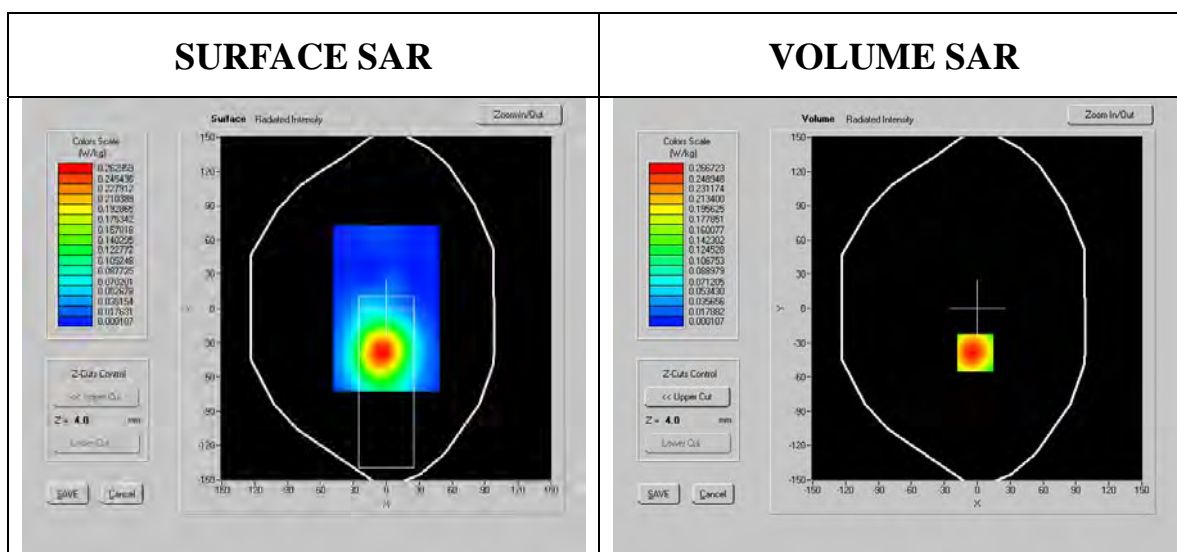 SURFACE SAR
Surface Radiated Intensity
Zoom In/Out
Colors Scale
(W/kg)
0.262959
0.245436
0.227912
0.210389
0.192865
0.175342
0.157818
0.140295
0.122772
0.105248
0.087725
0.070201
0.052678
0.035154
0.017631
0.000107
150
120
90
60
30
0
-30
-60
-90
-120
-150
Y
-150 -120 -90 -60 -30 0 30 60 90 120 150
X
Z-Cuts Control
<< Upper Cut
Z = 4.0 mm
Lower Cut
SAVE Cancel
VOLUME SAR
Volume Radiated Intensity
Zoom In/Out
Colors Scale
(W/kg)
0.266723
0.248948
0.231174
0.213400
0.195625
0.177851
0.160077
0.142302
0.124528
0.106753
0.088979
0.071205
0.053430
0.035656
0.017882
0.000107
150
120
90
60
30
0
-30
-60
-90
-120
-150
Y
-150 -120 -90 -60 -30 0 30 60 90 120 150
X
Z-Cuts Control
<< Upper Cut
Z = 4.0 mm
Lower Cut
SAVE Cancel